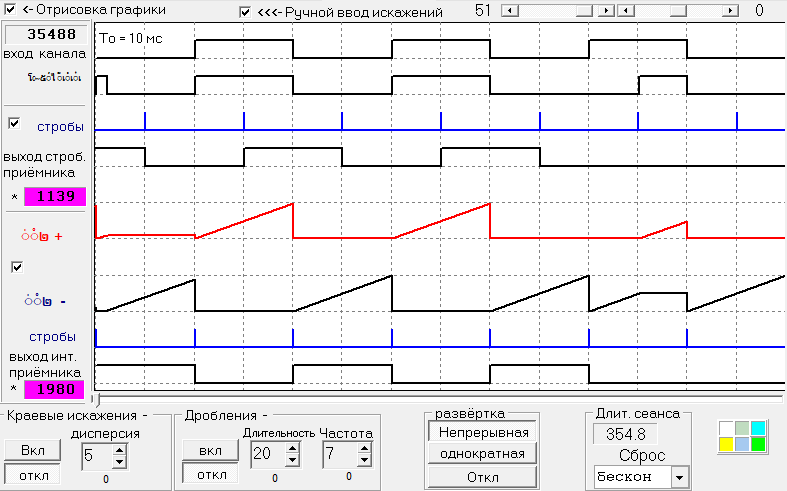 <- Отрисовка графики
<<<- Ручной ввод искажений
51
0
35488
вход канала
To = 10 мс
стробы
выход строб.
приёмника
* 1139
+
-
стробы
выход инт.
приёмника
* 1980
Краевые искажения -
Вкл
откл
дисперсия
5
0
Дробления -
вкл
откл
Длительность
20
0
Частота
7
0
развёртка
Непрерывная
однократная
Откл
Длит. сеанса
354.8
Сброс
бескон